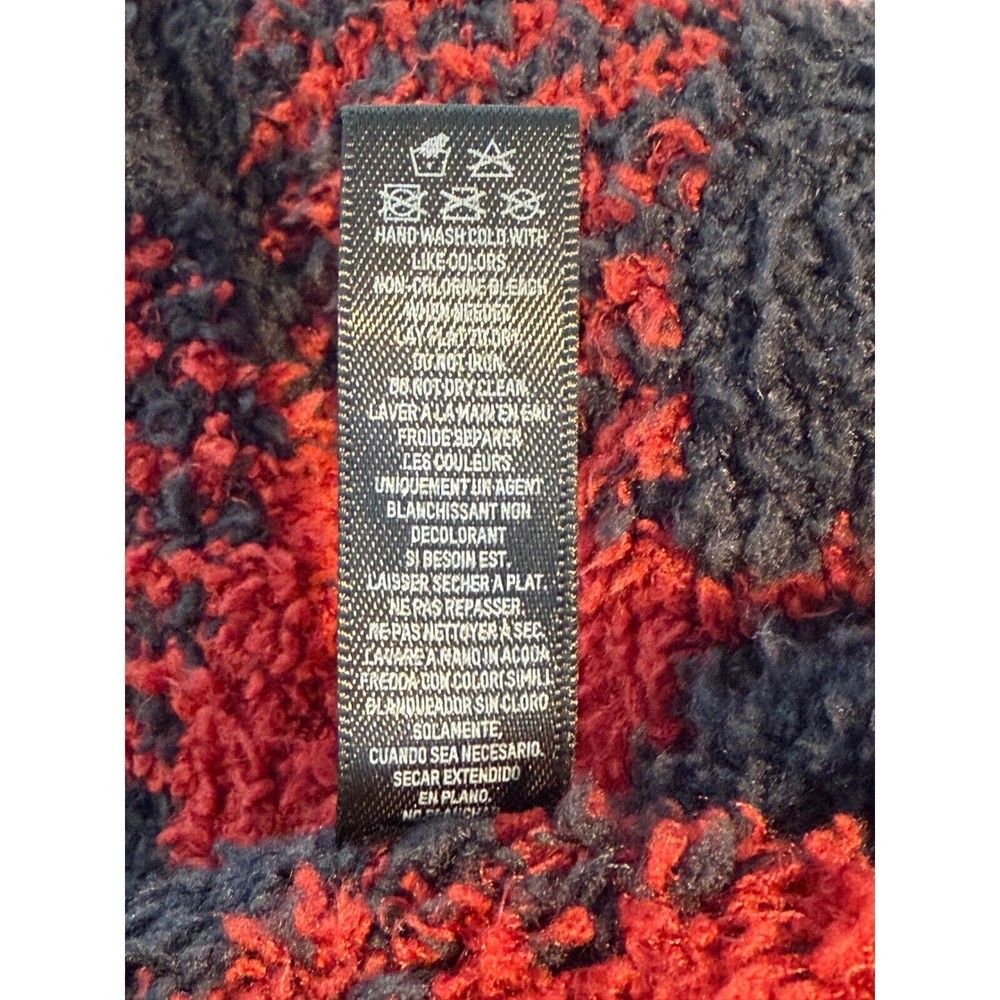 HAND WASH COLD WITH
LIKE COLORS
NON-CHLORINE BLEACH
WHEN NEEDED.
LAY FLAT TO DRY.
DO NOT IRON.
DO NOT DRY CLEAN.
LAVER A LA MAIN EN EAU
FROIDE SEPARER
LES COULEURS
UNIQUEMENT UN AGENT
BLANCHISSANT NON
DECOLORANT
SI BESOIN EST.
LAISSER SECHER A PLAT.
NE PAS REPASSER.
NE PAS NETTOYER A SEC.
LAVARE A MANO IN ACQUA
FREDDA CON COLORI SIMILI
BLANQUEADOR SIN CLORO
SOLAMENTE,
CUANDO SEA NECESARIO.
SECAR EXTENDIDO
EN PLANO.
NO PLANCHAR